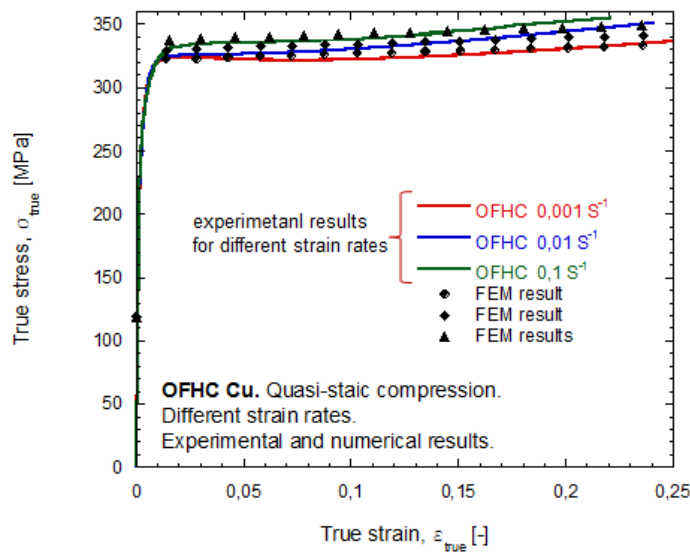 350
300
250
200
150
100
50
0
True stress, σtrue [MPa]
experimetanl results
for different strain rates
OFHC 0,001 S-1
OFHC 0,01 S-1
OFHC 0,1 S-1
FEM result
FEM result
FEM results
OFHC Cu. Quasi-staic compression.
Different strain rates.
Experimental and numerical results.
0 0,05 0,1 0,15 0,2 0,25
True strain, εtrue [-]